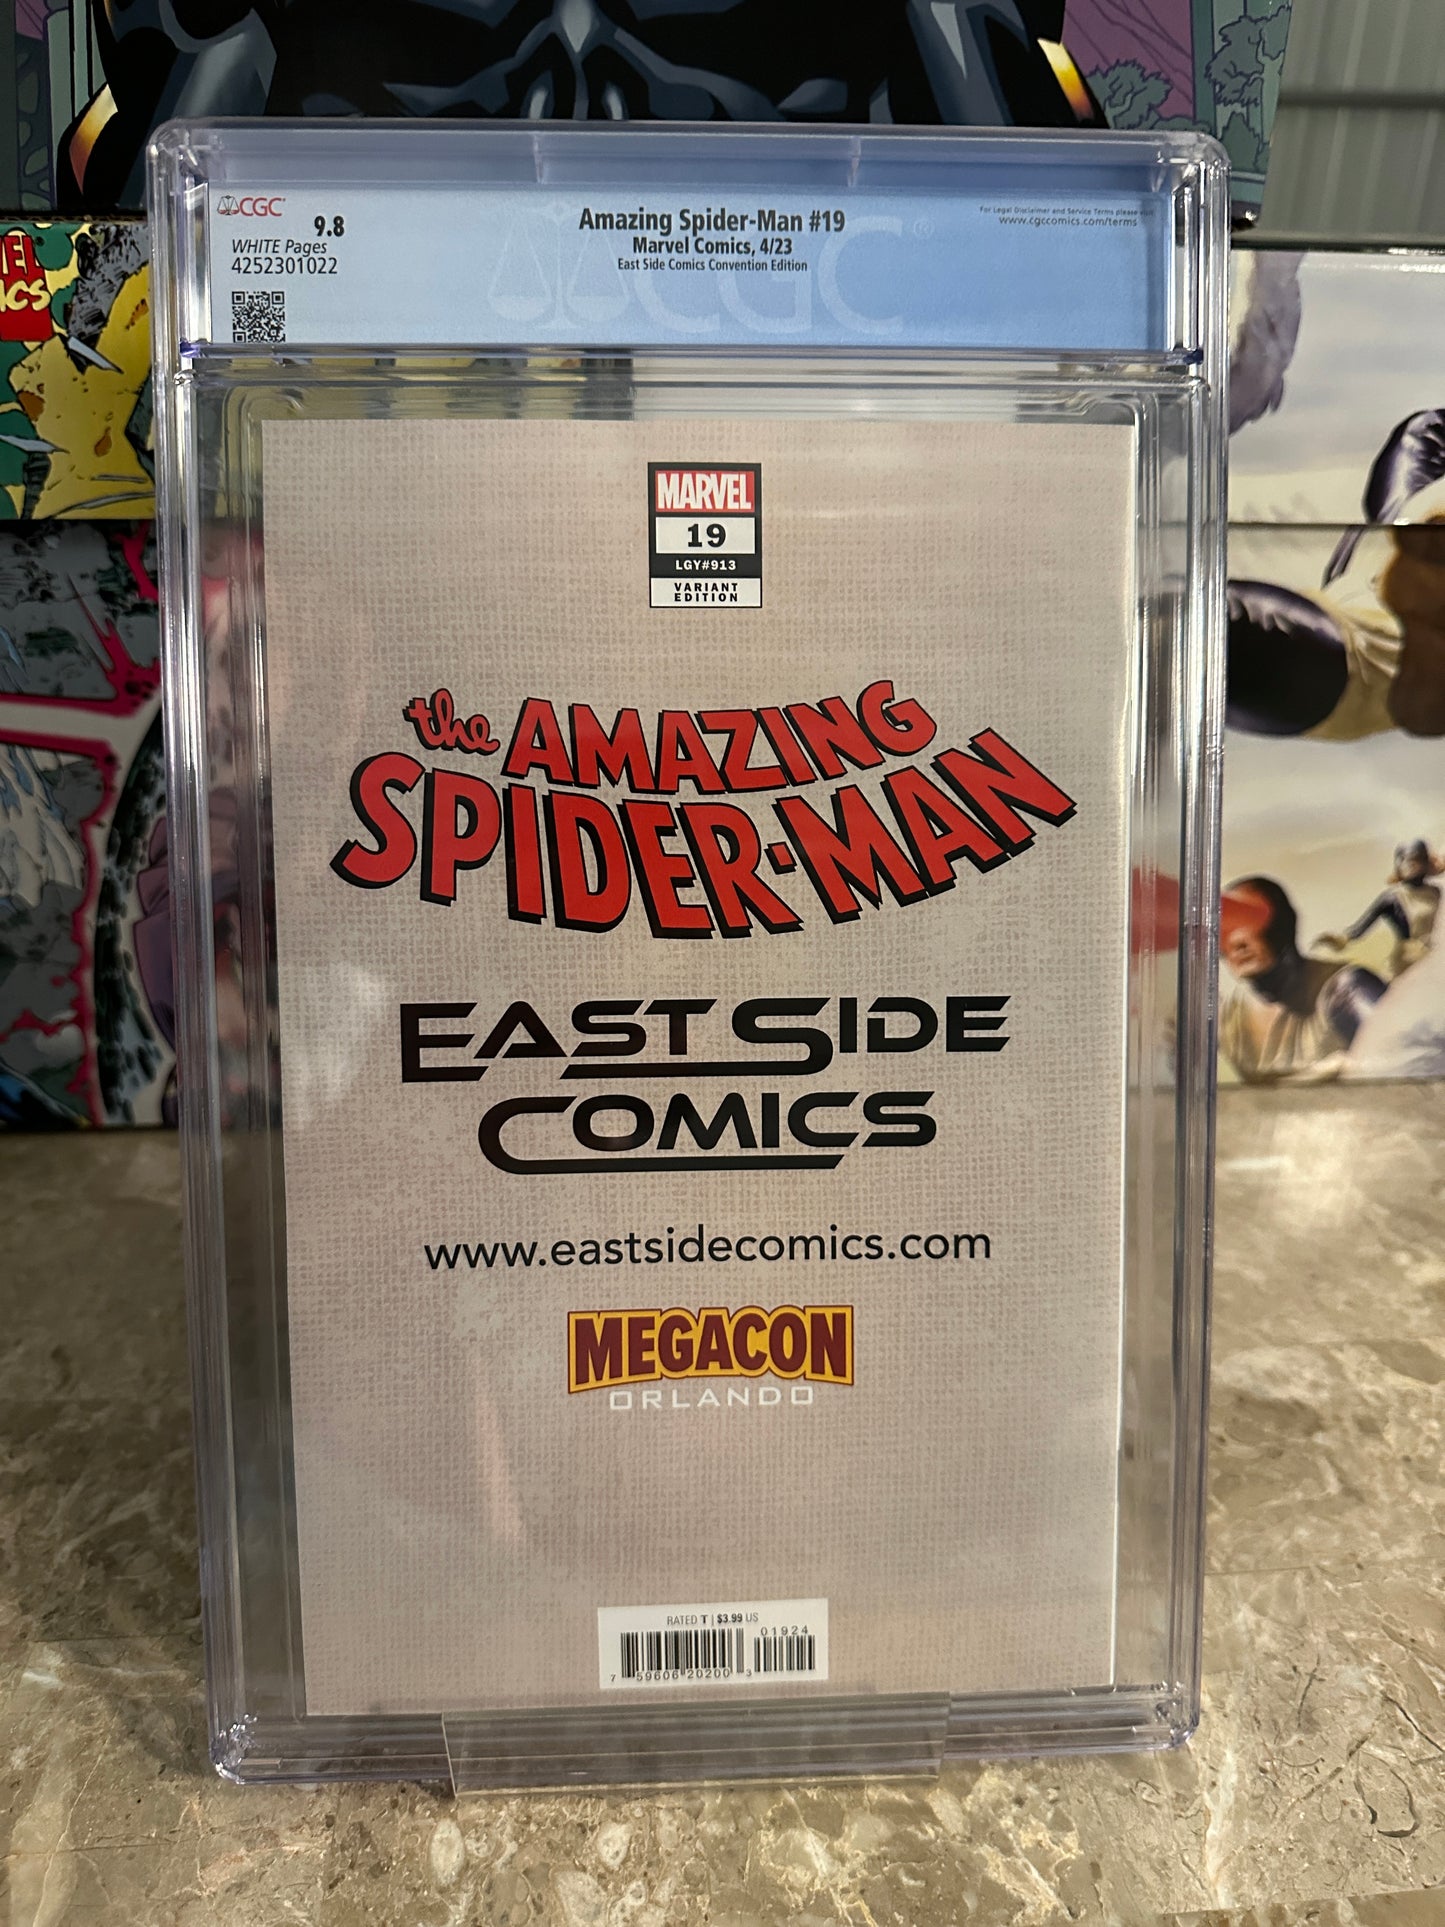 CGC
9.8
WHITE Pages
4252301022
Amazing Spider-Man #19
Marvel Comics, 4/23
East Side Comics Convention Edition
For Legal Disclaimer and Service Terms please visit
www.cgccomics.com/terms
CGC
MARVEL
19
LGY#913
VARIANT
EDITION
the AMAZING
SPIDER-MAN
EAST SIDE
COMICS
www.eastsidecomics.com
MEGACON
ORLANDO
RATED T | $3.99 US
01924
7 59606 20200 3